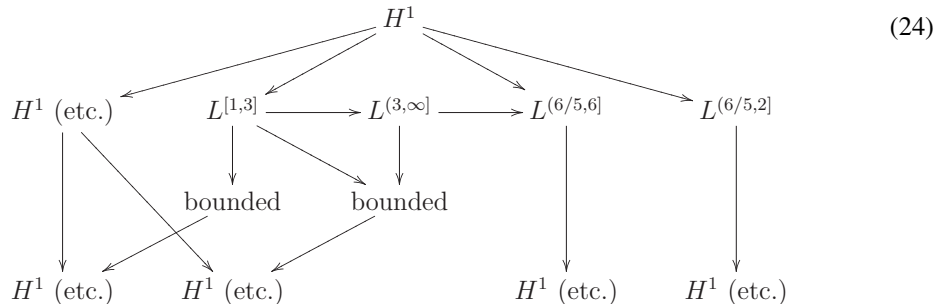 H^1 (24)
H^1 (etc.) L^{[1,3]} L^{(3,∞]} L^{(6/5,6]} L^{(6/5,2]}
bounded bounded
H^1 (etc.) H^1 (etc.) H^1 (etc.) H^1 (etc.)